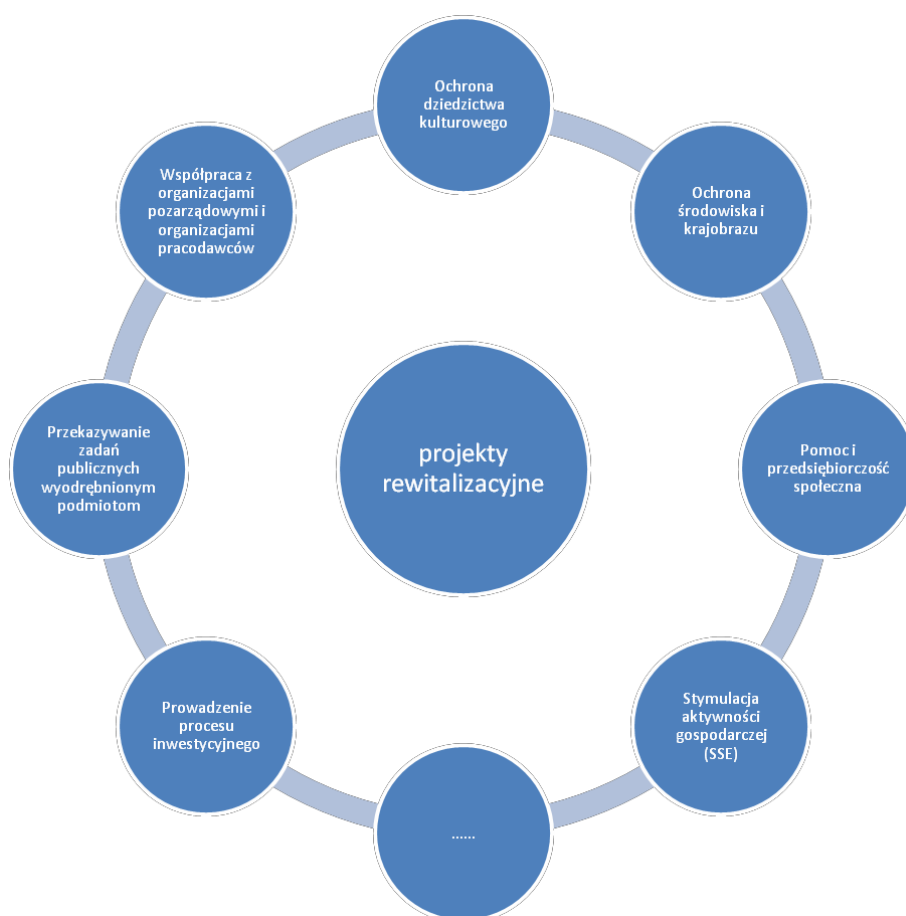 Ochrona
dziedzictwa
kulturowego
Ochrona
środowiska i
krajobrazu
Pomoc i
przedsiębiorczość
społeczna
Stymulacja
aktywności
gospodarczej
(SSE)
......
Prowadzenie
procesu
inwestycyjnego
Przekazywanie
zadań
publicznych
wyodrębnionym
podmiotom
Współpraca z
organizacjami
pozarządowymi i
organizacjami
pracodawców
projekty
rewitalizacyjne